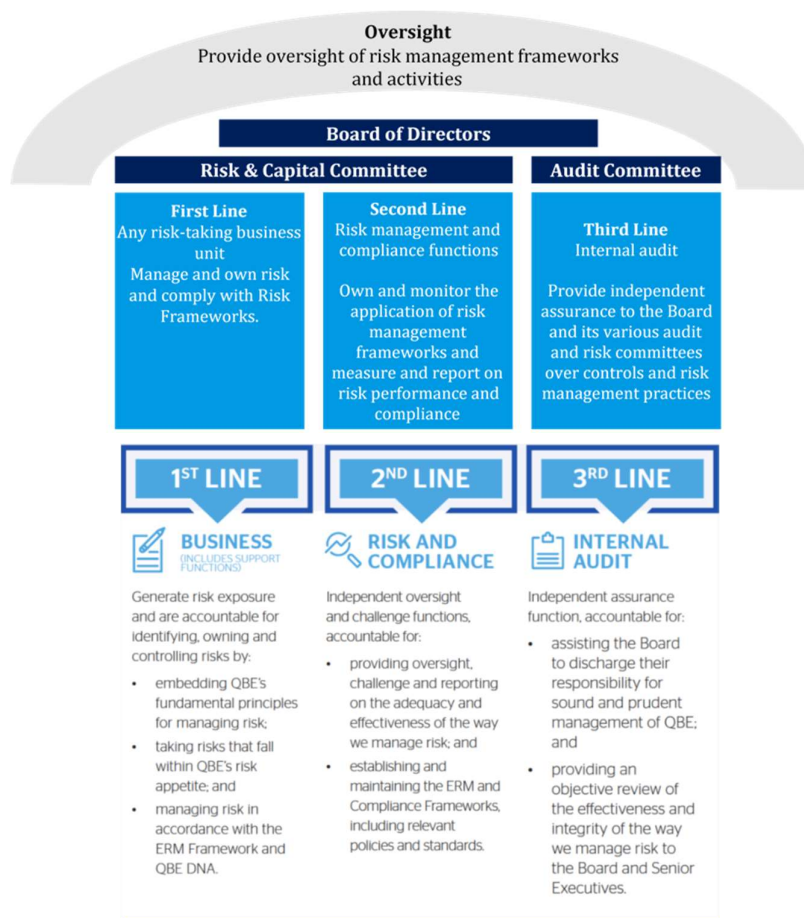 Oversight
Provide oversight of risk management frameworks
and activities
Board of Directors
Risk & Capital Committee
Audit Committee
First Line
Any risk-taking business
unit
Manage and own risk
and comply with Risk
Frameworks.
Second Line
Risk management and
compliance functions
Own and monitor the
application of risk
management
frameworks and
measure and report on
risk performance and
compliance
Third Line
Internal audit
Provide independent
assurance to the Board
and its various audit
and risk committees
over controls and risk
management practices
1ST LINE
BUSINESS
(INCLUDES SUPPORT
FUNCTIONS)
Generate risk exposure
and are accountable for
identifying, owning and
controlling risks by:
• embedding QBE's
fundamental principles
for managing risk;
• taking risks that fall
within QBE's risk
appetite; and
• managing risk in
accordance with the
ERM Framework and
QBE DNA.
2ND LINE
RISK AND
COMPLIANCE
Independent oversight
and challenge functions,
accountable for:
• providing oversight,
challenge and reporting
on the adequacy and
effectiveness of the way
we manage risk; and
• establishing and
maintaining the ERM and
Compliance Frameworks,
including relevant
policies and standards.
3RD LINE
INTERNAL
AUDIT
Independent assurance
function, accountable for:
• assisting the Board
to discharge their
responsibility for
sound and prudent
management of QBE;
and
• providing an
objective review of
the effectiveness and
integrity of the way
we manage risk to
the Board and Senior
Executives.